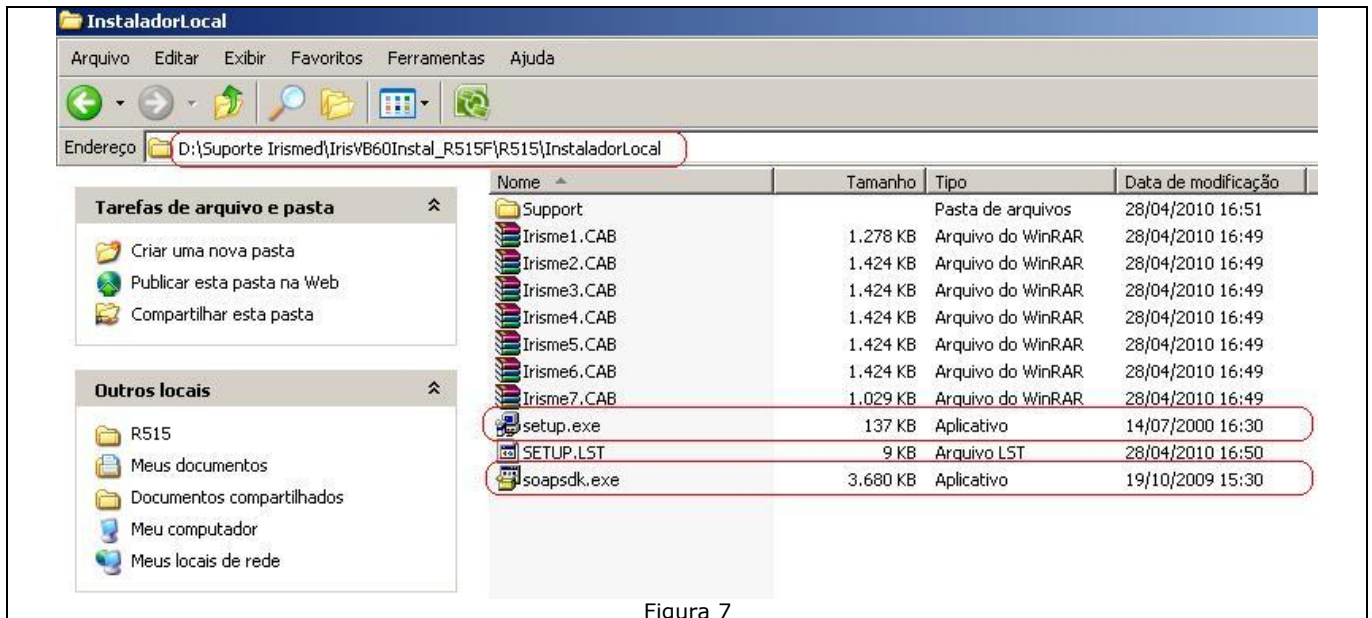 InstaladorLocal
Arquivo Editar Exibir Favoritos Ferramentas Ajuda
Endereço D:\Suporte Irismed\IrisVB60Instal_R515F\R515\InstaladorLocal
Tarefas de arquivo e pasta
Criar uma nova pasta
Publicar esta pasta na Web
Compartilhar esta pasta
Outros locais
R515
Meus documentos
Documentos compartilhados
Meu computador
Meus locais de rede
Nome Tamanho Tipo Data de modificação
Support Pasta de arquivos 28/04/2010 16:51
Irisme1.CAB 1.278 KB Arquivo do WinRAR 28/04/2010 16:49
Irisme2.CAB 1.424 KB Arquivo do WinRAR 28/04/2010 16:49
Irisme3.CAB 1.424 KB Arquivo do WinRAR 28/04/2010 16:49
Irisme4.CAB 1.424 KB Arquivo do WinRAR 28/04/2010 16:49
Irisme5.CAB 1.424 KB Arquivo do WinRAR 28/04/2010 16:49
Irisme6.CAB 1.424 KB Arquivo do WinRAR 28/04/2010 16:49
Irisme7.CAB 1.029 KB Arquivo do WinRAR 28/04/2010 16:49
setup.exe 137 KB Aplicativo 14/07/2000 16:30
SETUP.LST 9 KB Arquivo LST 28/04/2010 16:50
soapsdk.exe 3.680 KB Aplicativo 19/10/2009 15:30
Figura 7